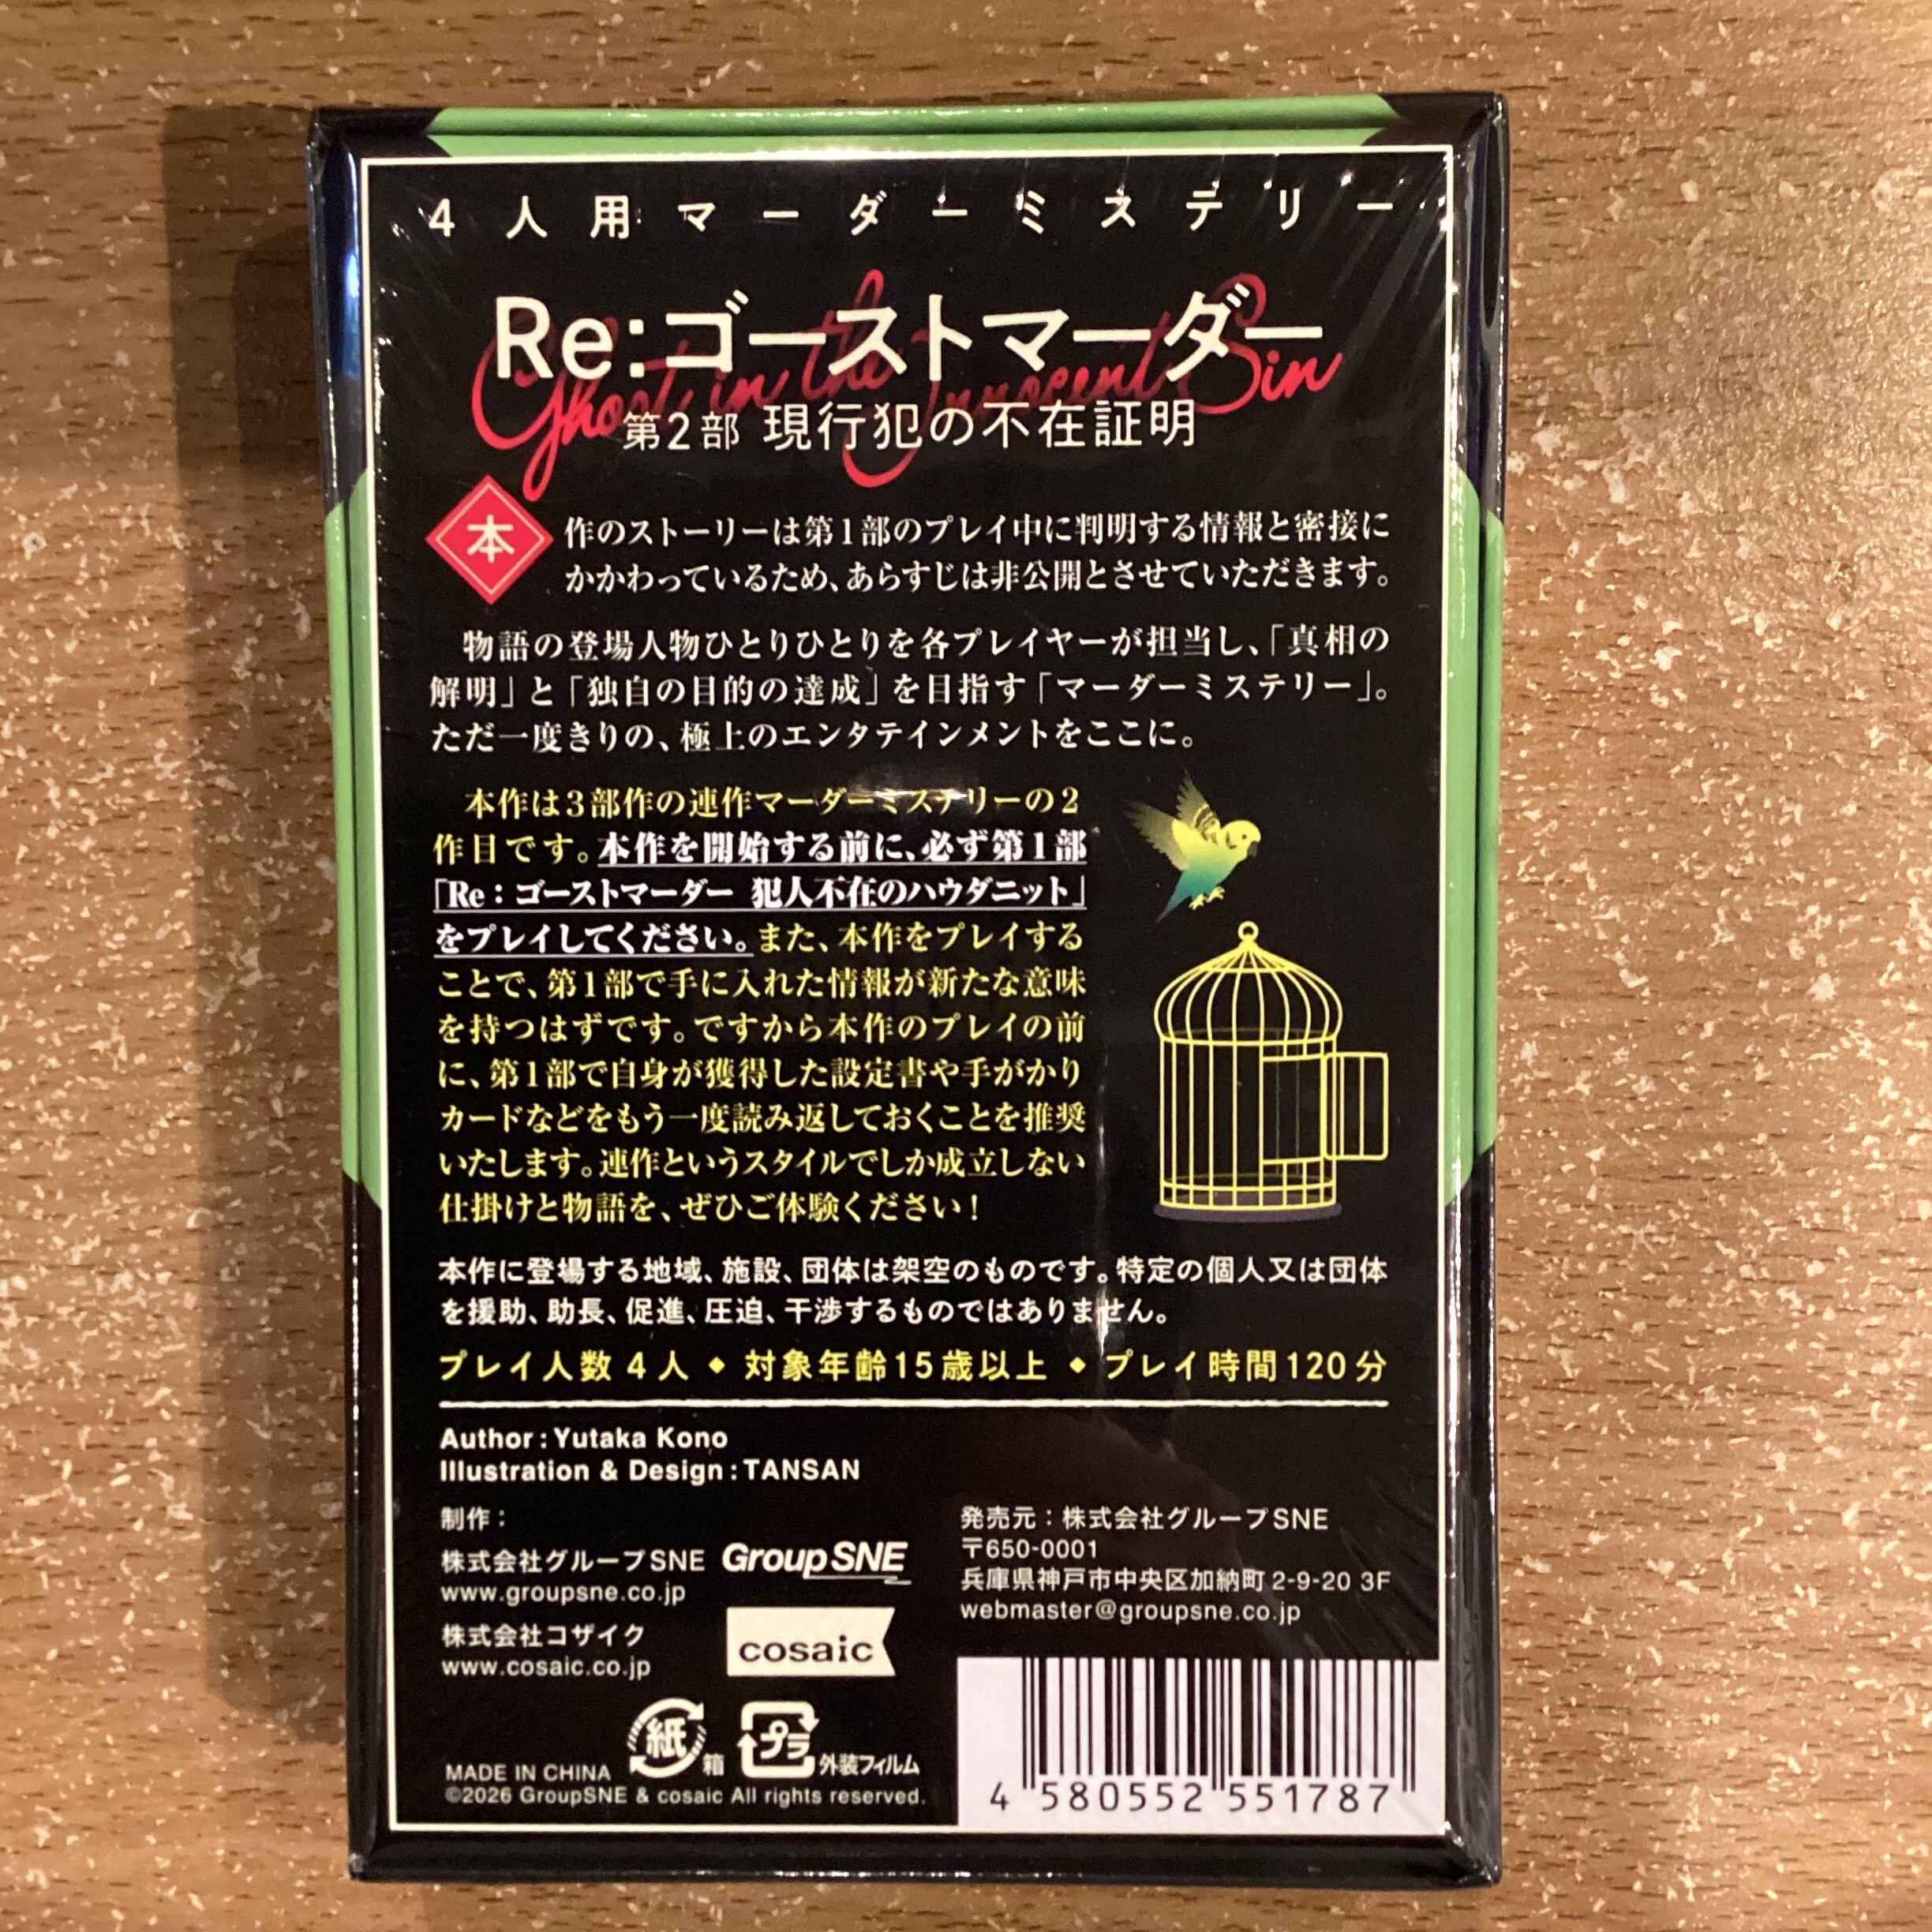 4人用マーダーミステリー
Re:ゴーストマーダー
Ghost in the Innocent Sin
第2部 現行犯の不在証明
本作のストーリーは第1部のプレイ中に判明する情報と密接に
かかわっているため、あらすじは非公開とさせていただきます。
物語の登場人物ひとりひとりを各プレイヤーが担当し、「真相の
解明」と「独自の目的の達成」を目指す「マーダーミステリー」。
ただ一度きりの、極上のエンタテインメントをここに。
本作は3部作の連作マーダーミステリーの2
作目です。本作を開始する前に、必ず第1部
「Re：ゴーストマーダー 犯人不在のハウダニット」
をプレイしてください。また、本作をプレイする
ことで、第1部で手に入れた情報が新たな意味
を持つはずです。ですから本作のプレイの前
に、第1部で自身が獲得した設定書や手がかり
カードなどをもう一度読み返しておくことを推奨
いたします。連作というスタイルでしか成立しない
仕掛けと物語を、ぜひご体験ください！
本作に登場する地域、施設、団体は架空のものです。特定の個人又は団体
を援助、助長、促進、圧迫、干渉するものではありません。
プレイ人数 4人 ◆ 対象年齢15歳以上 ◆ プレイ時間120分
Author：Yutaka Kono
Illustration & Design：TANSAN
制作：
株式会社グループSNE GroupSNE
www.groupsne.co.jp
株式会社コザイク cosaic
www.cosaic.co.jp
発売元：株式会社グループSNE
〒650-0001
兵庫県神戸市中央区加納町2-9-20 3F
webmaster@groupsne.co.jp
紙 箱 プラ 外装フィルム
MADE IN CHINA
©2026 GroupSNE & cosaic All rights reserved.
4 580552 551787